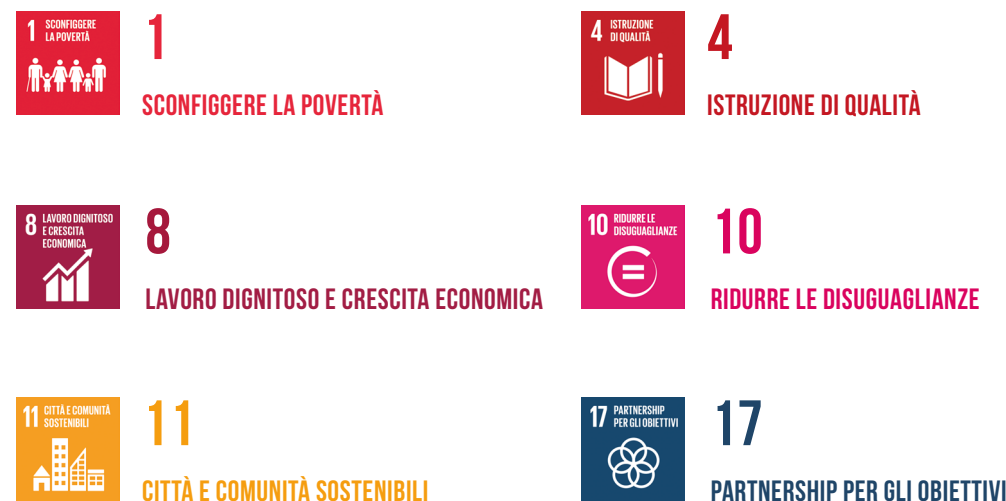 1 SCONFIGGERE
LA POVERTÀ
1
SCONFIGGERE LA POVERTÀ
4 ISTRUZIONE
DI QUALITÀ
4
ISTRUZIONE DI QUALITÀ
8 LAVORO DIGNITOSO
E CRESCITA
ECONOMICA
8
LAVORO DIGNITOSO E CRESCITA ECONOMICA
10 RIDURRE LE
DISUGUAGLIANZE
10
RIDURRE LE DISUGUAGLIANZE
11 CITTÀ E COMUNITÀ
SOSTENIBILI
11
CITTÀ E COMUNITÀ SOSTENIBILI
17 PARTNERSHIP
PER GLI OBIETTIVI
17
PARTNERSHIP PER GLI OBIETTIVI